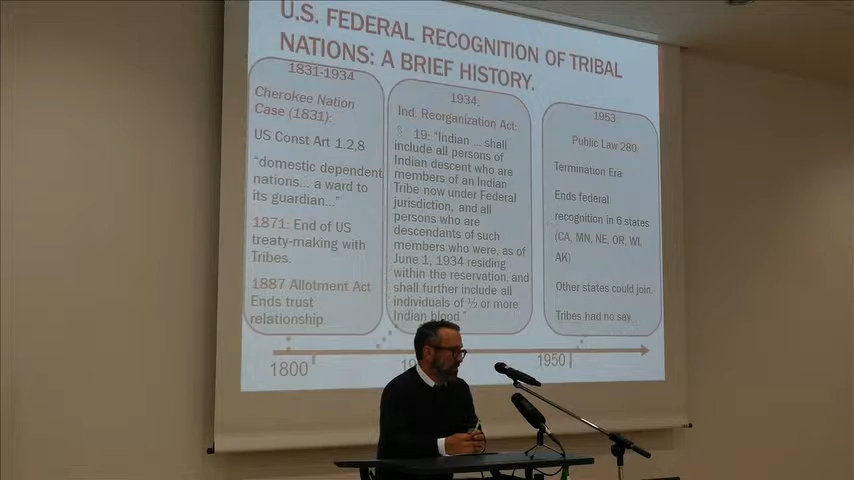 U.S. FEDERAL RECOGNITION OF TRIBAL
NATIONS: A BRIEF HISTORY.
1831-1934
Cherokee Nation
Case (1831):
US Const Art 1.2,8
"domestic dependent
nations... a ward to
its guardian..."
1871: End of US
treaty-making with
Tribes.
1887 Allotment Act
Ends trust
relationship.
1934:
Ind. Reorganization Act:
§ 19: "Indian ... shall
include all persons of
Indian descent who are
members of an Indian
Tribe now under Federal
jurisdiction, and all
persons who are
descendants of such
members who were, as of
June 1, 1934 residing
within the reservation, and
shall further include all
individuals of ½ or more
Indian blood"
1953:
Public Law 280:
Termination Era
Ends federal
recognition in 6 states
(CA, MN, NE, OR, WI,
AK)
Other states could join.
Tribes had no say.
1800
1950